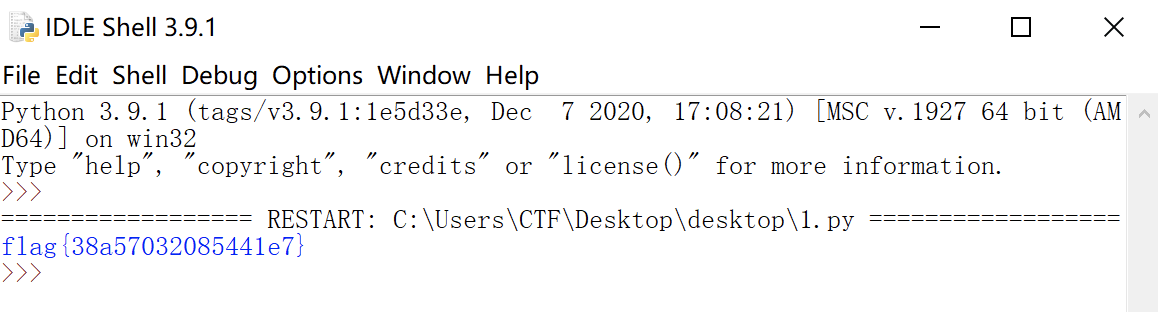 IDLE Shell 3.9.1
File Edit Shell Debug Options Window Help
Python 3.9.1 (tags/v3.9.1:1e5d33e, Dec  7 2020, 17:08:21) [MSC v.1927 64 bit (AM
D64)] on win32
Type "help", "copyright", "credits" or "license()" for more information.
>>>
================== RESTART: C:\Users\CTF\Desktop\desktop\1.py ==================
flag{38a57032085441e7}
>>>